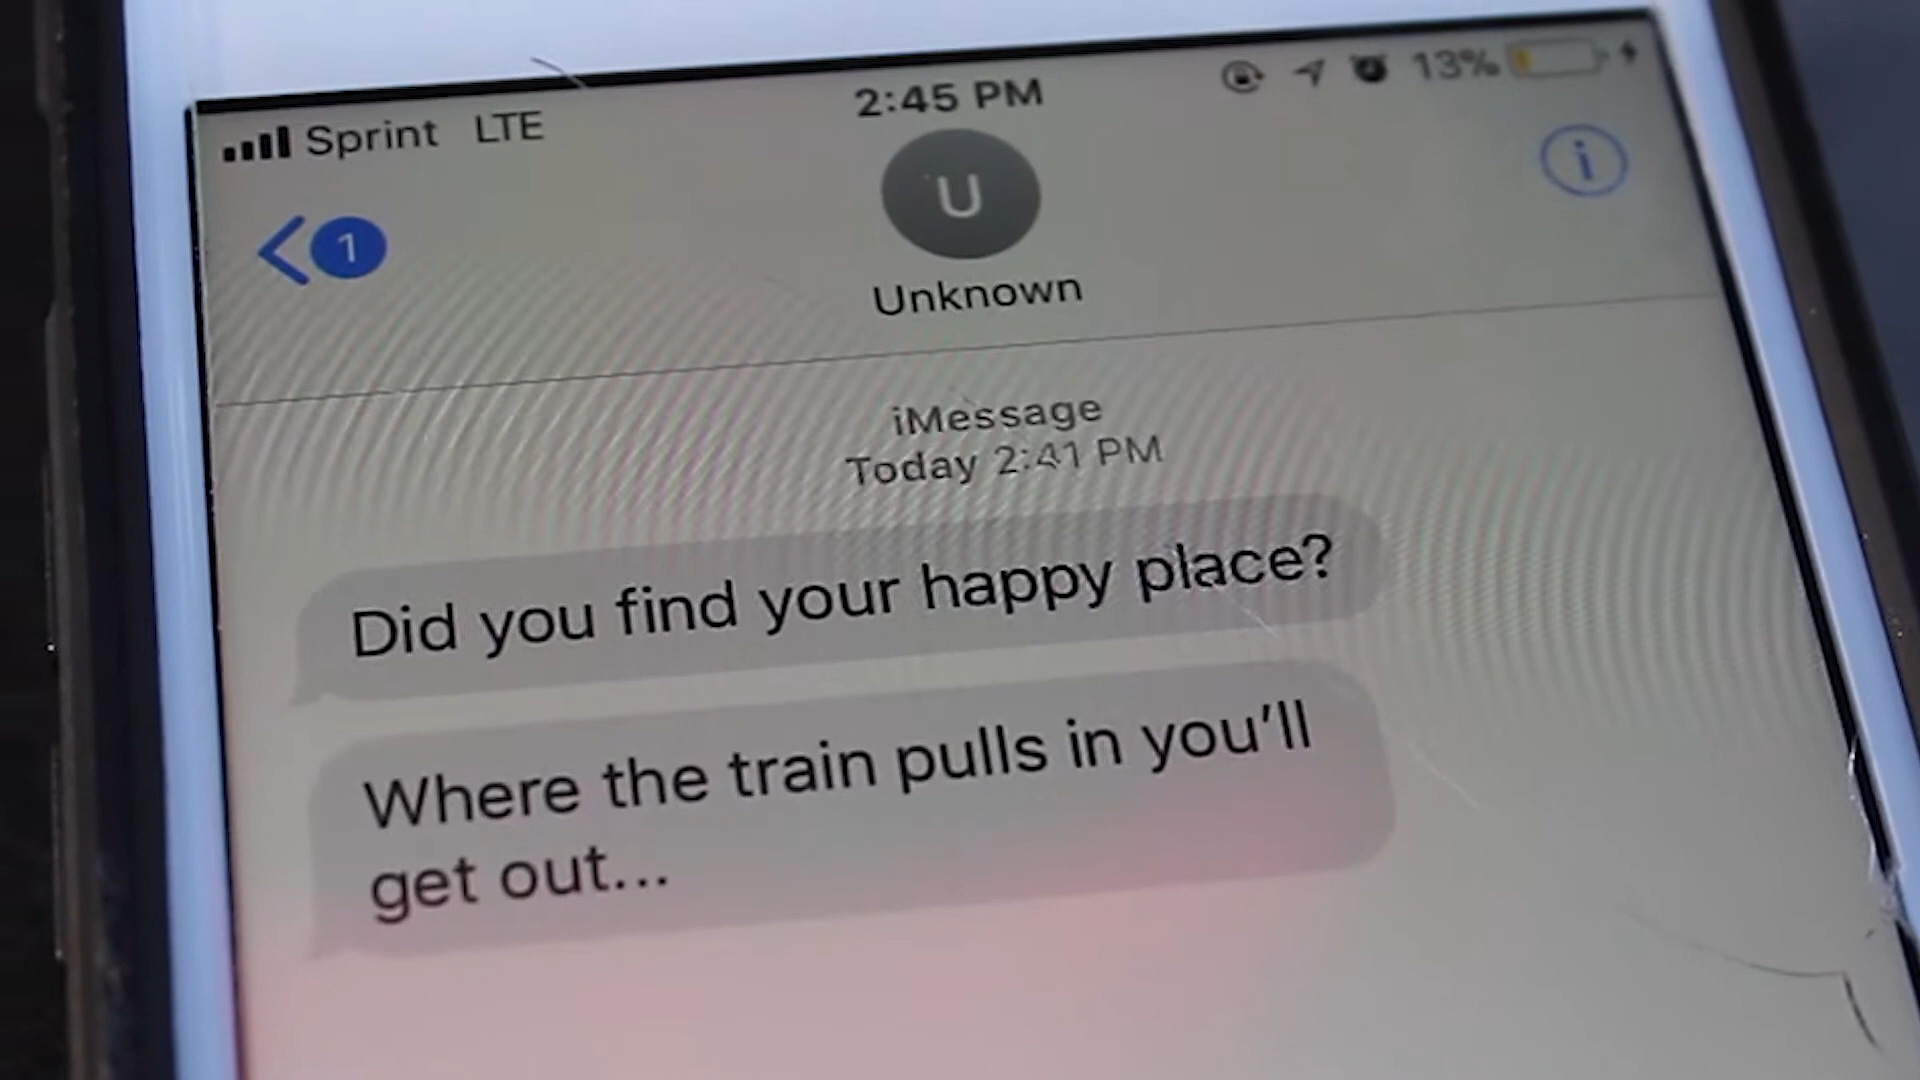 Sprint LTE 2:45 PM 13%
1
U
Unknown
iMessage
Today 2:41 PM
Did you find your happy place?
Where the train pulls in you'll
get out...